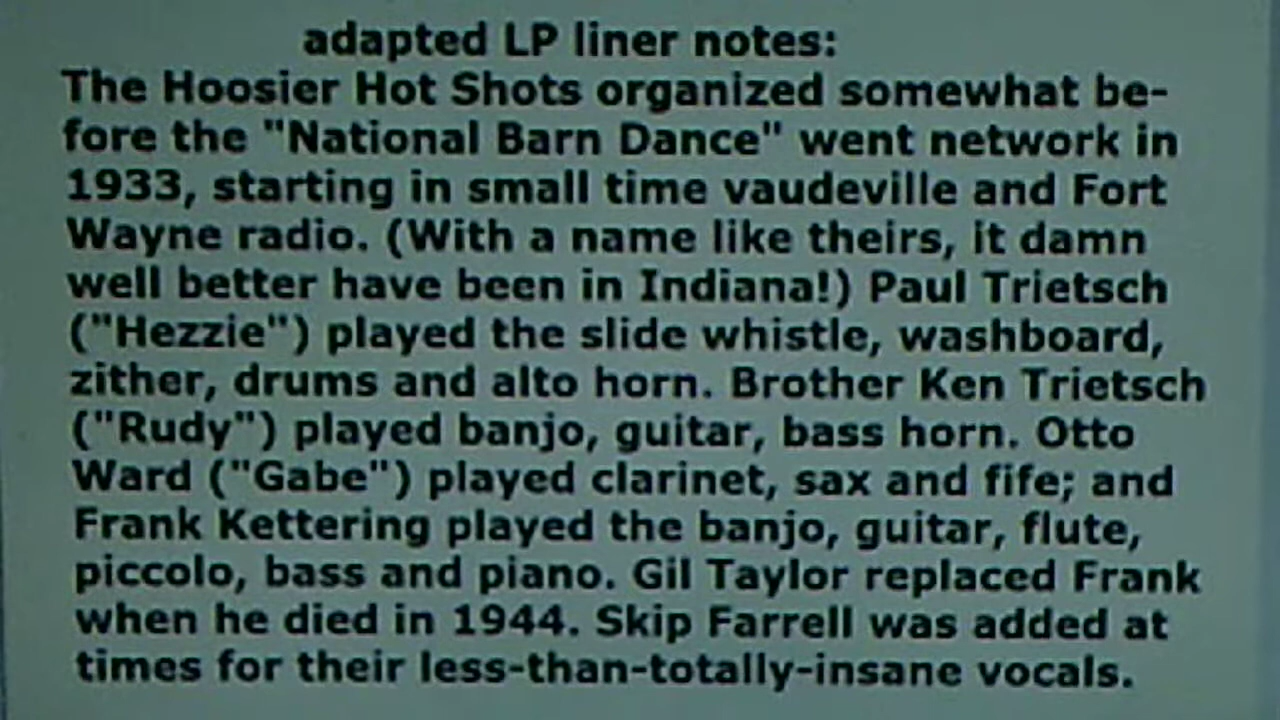 adapted LP liner notes:
The Hoosier Hot Shots organized somewhat be-
fore the "National Barn Dance" went network in
1933, starting in small time vaudeville and Fort
Wayne radio. (With a name like theirs, it damn
well better have been in Indiana!) Paul Trietsch
("Hezzie") played the slide whistle, washboard,
zither, drums and alto horn. Brother Ken Trietsch
("Rudy") played banjo, guitar, bass horn. Otto
Ward ("Gabe") played clarinet, sax and fife; and
Frank Kettering played the banjo, guitar, flute,
piccolo, bass and piano. Gil Taylor replaced Frank
when he died in 1944. Skip Farrell was added at
times for their less-than-totally-insane vocals.